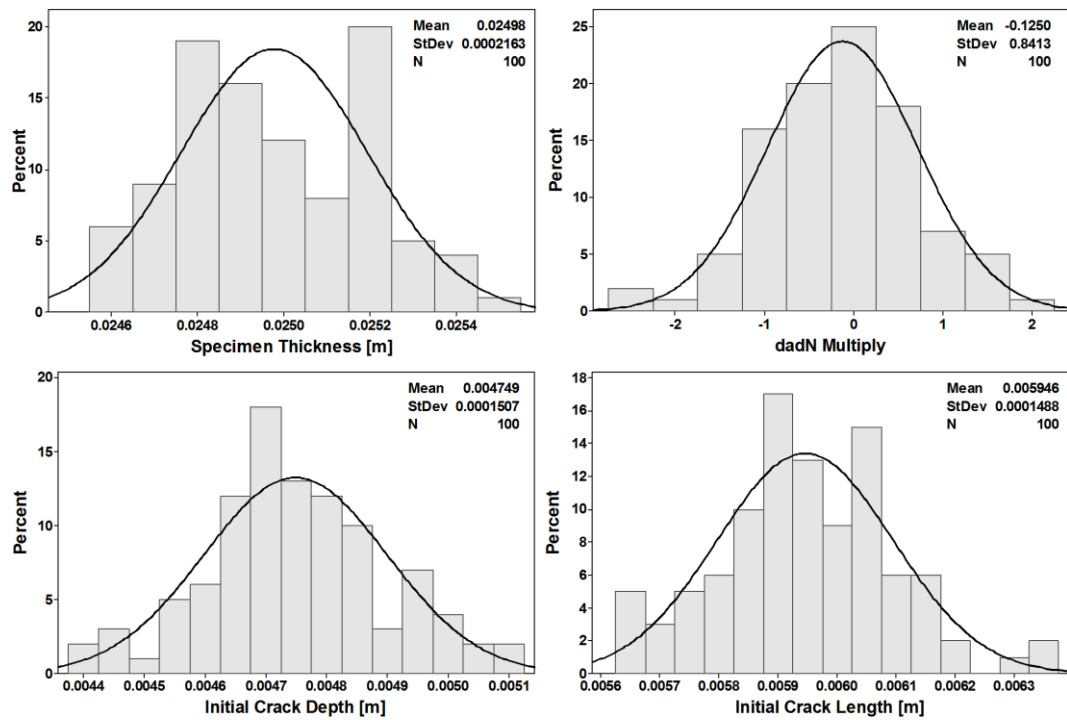 Mean 0.02498
StDev 0.0002163
N 100
20
15
10
5
0
Percent
0.0246 0.0248 0.0250 0.0252 0.0254
Specimen Thickness [m]
Mean -0.1250
StDev 0.8413
N 100
25
20
15
10
5
0
Percent
-2 -1 0 1 2
dadN Multiply
Mean 0.004749
StDev 0.0001507
N 100
20
15
10
5
0
Percent
0.0044 0.0045 0.0046 0.0047 0.0048 0.0049 0.0050 0.0051
Initial Crack Depth [m]
Mean 0.005946
StDev 0.0001488
N 100
18
16
14
12
10
8
6
4
2
0
Percent
0.0056 0.0057 0.0058 0.0059 0.0060 0.0061 0.0062 0.0063
Initial Crack Length [m]